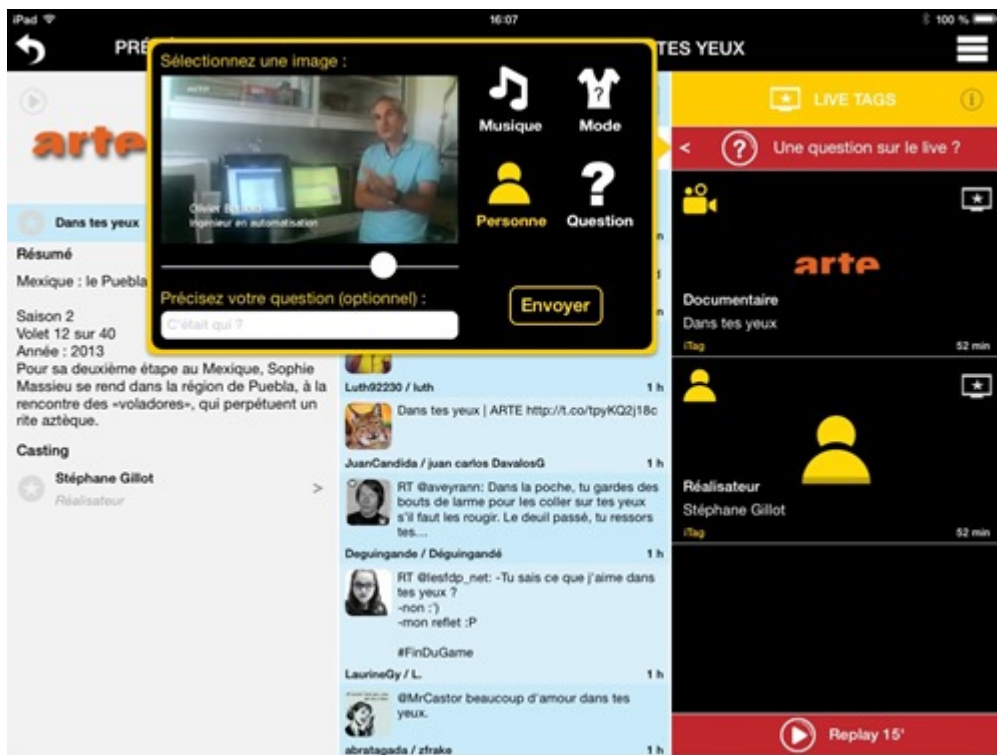 iPad
16:07
100 %
PRÉ
TES YEUX
Sélectionnez une image :
arte
Olivier
Ingénieur en automatisation
Musique
Mode
Personne
Question
Précisez votre question (optionnel) :
C'était qui ?
Envoyer
arte
Dans tes yeux
Résumé
Mexique : le Puebla
Saison 2
Volet 12 sur 40
Année : 2013
Pour sa deuxième étape au Mexique, Sophie
Massieu se rend dans la région de Puebla, à la
rencontre des «voladores», qui perpétuent un
rite aztèque.
Casting
Stéphane Gillot
>
Réalisateur
Luth92230 / luth
1 h
Dans tes yeux | ARTE http://t.co/tpyKQ2j18c
JuanCandida / juan carlos DavalosG
1 h
RT @aveyrann: Dans la poche, tu gardes des
bouts de larme pour les coller sur tes yeux
s'il faut les rougir. Le deuil passé, tu ressors
tes...
Deguingande / Déguingandé
1 h
RT @lesfdp_net: -Tu sais ce que j'aime dans
tes yeux ?
-non :')
-mon reflet :P
#FinDuGame
LaurineGy / L.
1 h
@MrCastor beaucoup d'amour dans tes
yeux.
abratagada / zfrake
1 h
LIVE TAGS
i
<
?
Une question sur le live ?
arte
Documentaire
Dans tes yeux
iTag
52 min
Réalisateur
Stéphane Gillot
iTag
52 min
Replay 15'